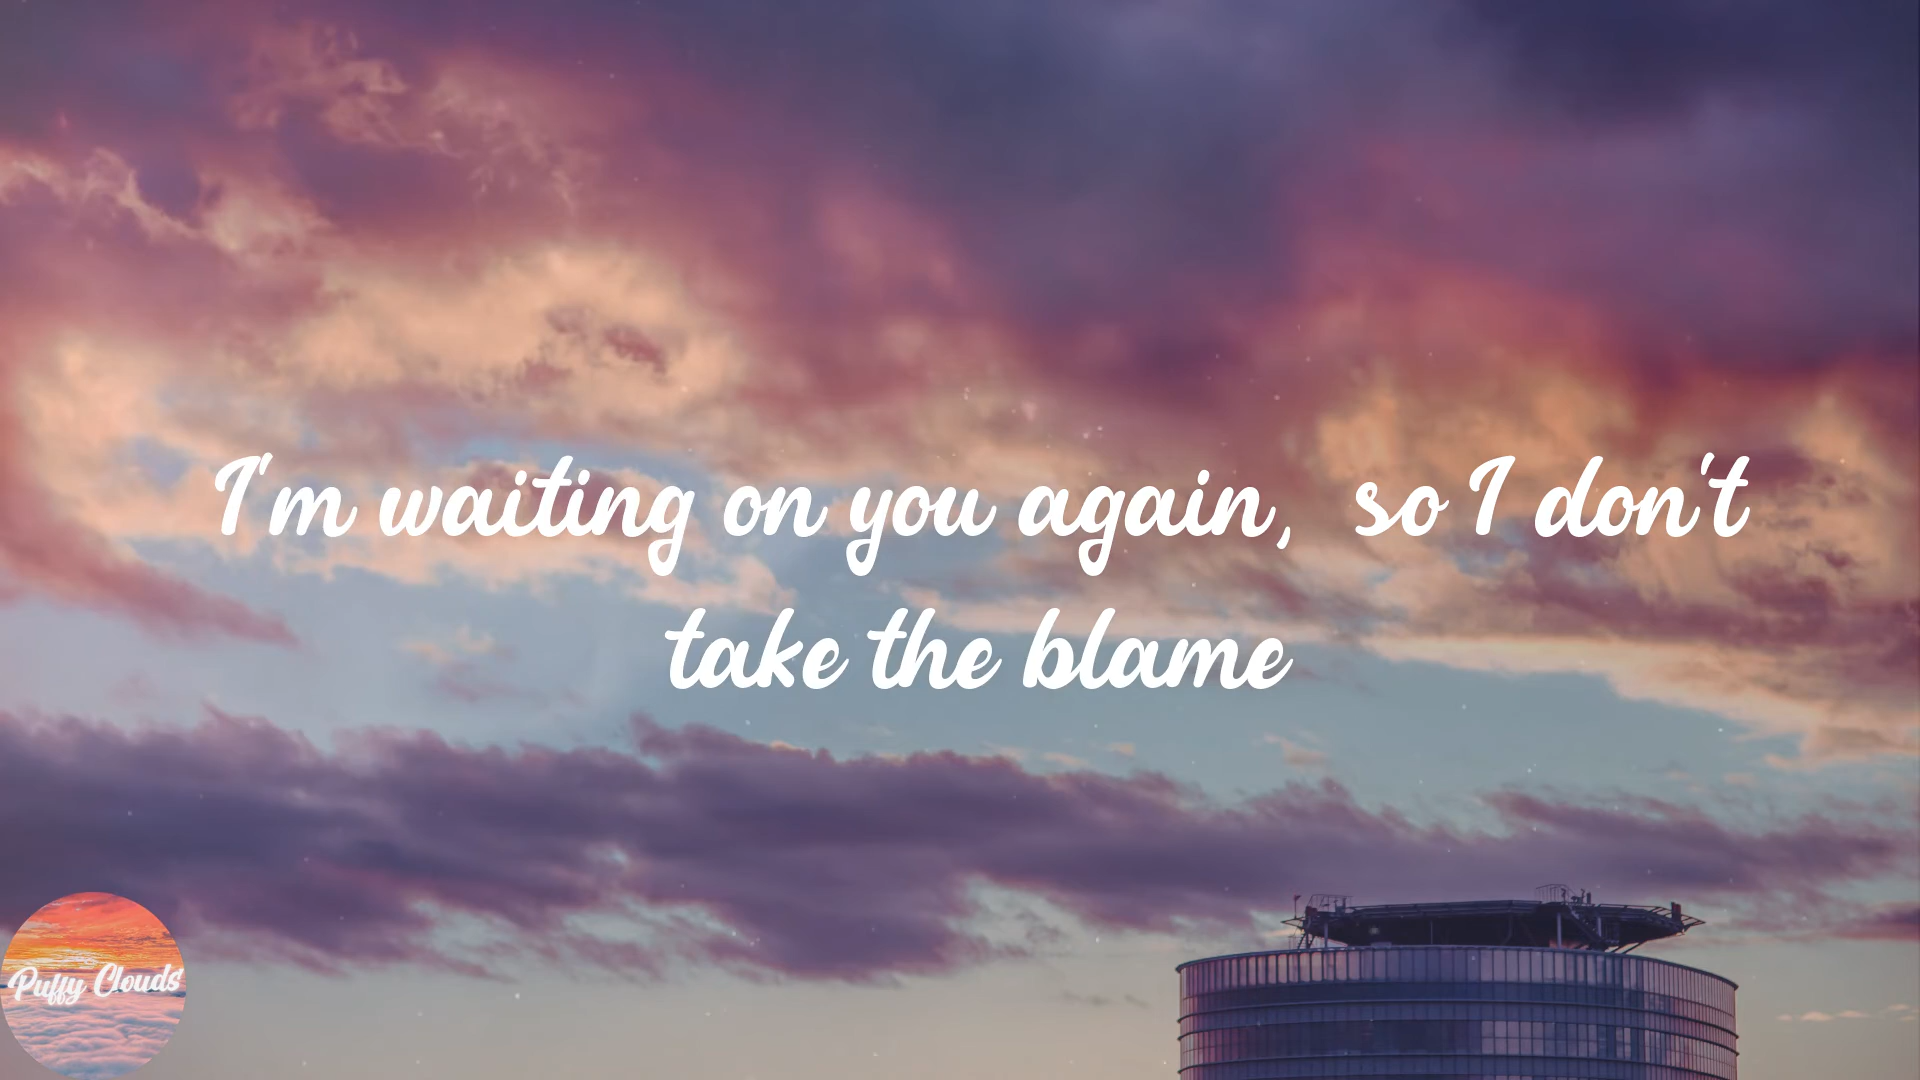 I'm waiting on you again,  so I don't
take the blame
Puffy Clouds